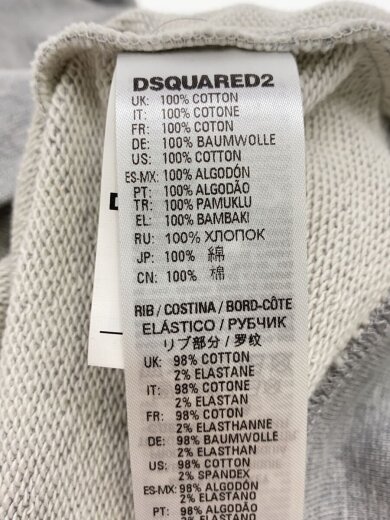 DSQUARED2
UK: 100% COTTON
IT: 100% COTONE
FR: 100% COTON
DE: 100% BAUMWOLLE
US: 100% COTTON
ES-MX: 100% ALGODÓN
PT: 100% ALGODÃO
TR: 100% PAMUKLU
EL: 100% BAMBAKI
RU: 100% ХЛОПОК
JP: 100% 綿
CN: 100% 棉
RIB / COSTINA / BORD-CÔTE
ELÁSTICO / РУБЧИК
リブ部分 / 罗纹
UK: 98% COTTON
2% ELASTANE
IT: 98% COTONE
2% ELASTAN
FR: 98% COTON
2% ELASTHANNE
DE: 98% BAUMWOLLE
2% ELASTHAN
US: 98% COTTON
2% SPANDEX
ES-MX: 98% ALGODÓN
2% ELASTANO
PT: 98% ALGODÃO
2% ELASTANO